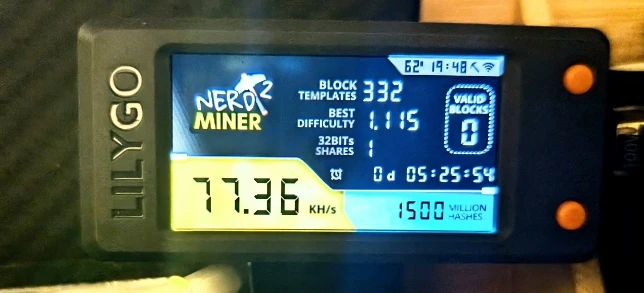 LILYGO
62° 19:48
NERD
2
MINER
BLOCK
TEMPLATES 332
BEST
DIFFICULTY 1.115
32BITs
SHARES 1
VALID
BLOCKS
0
0d 05:25:54
77.36 KH/s
1500 MILLION
HASHES